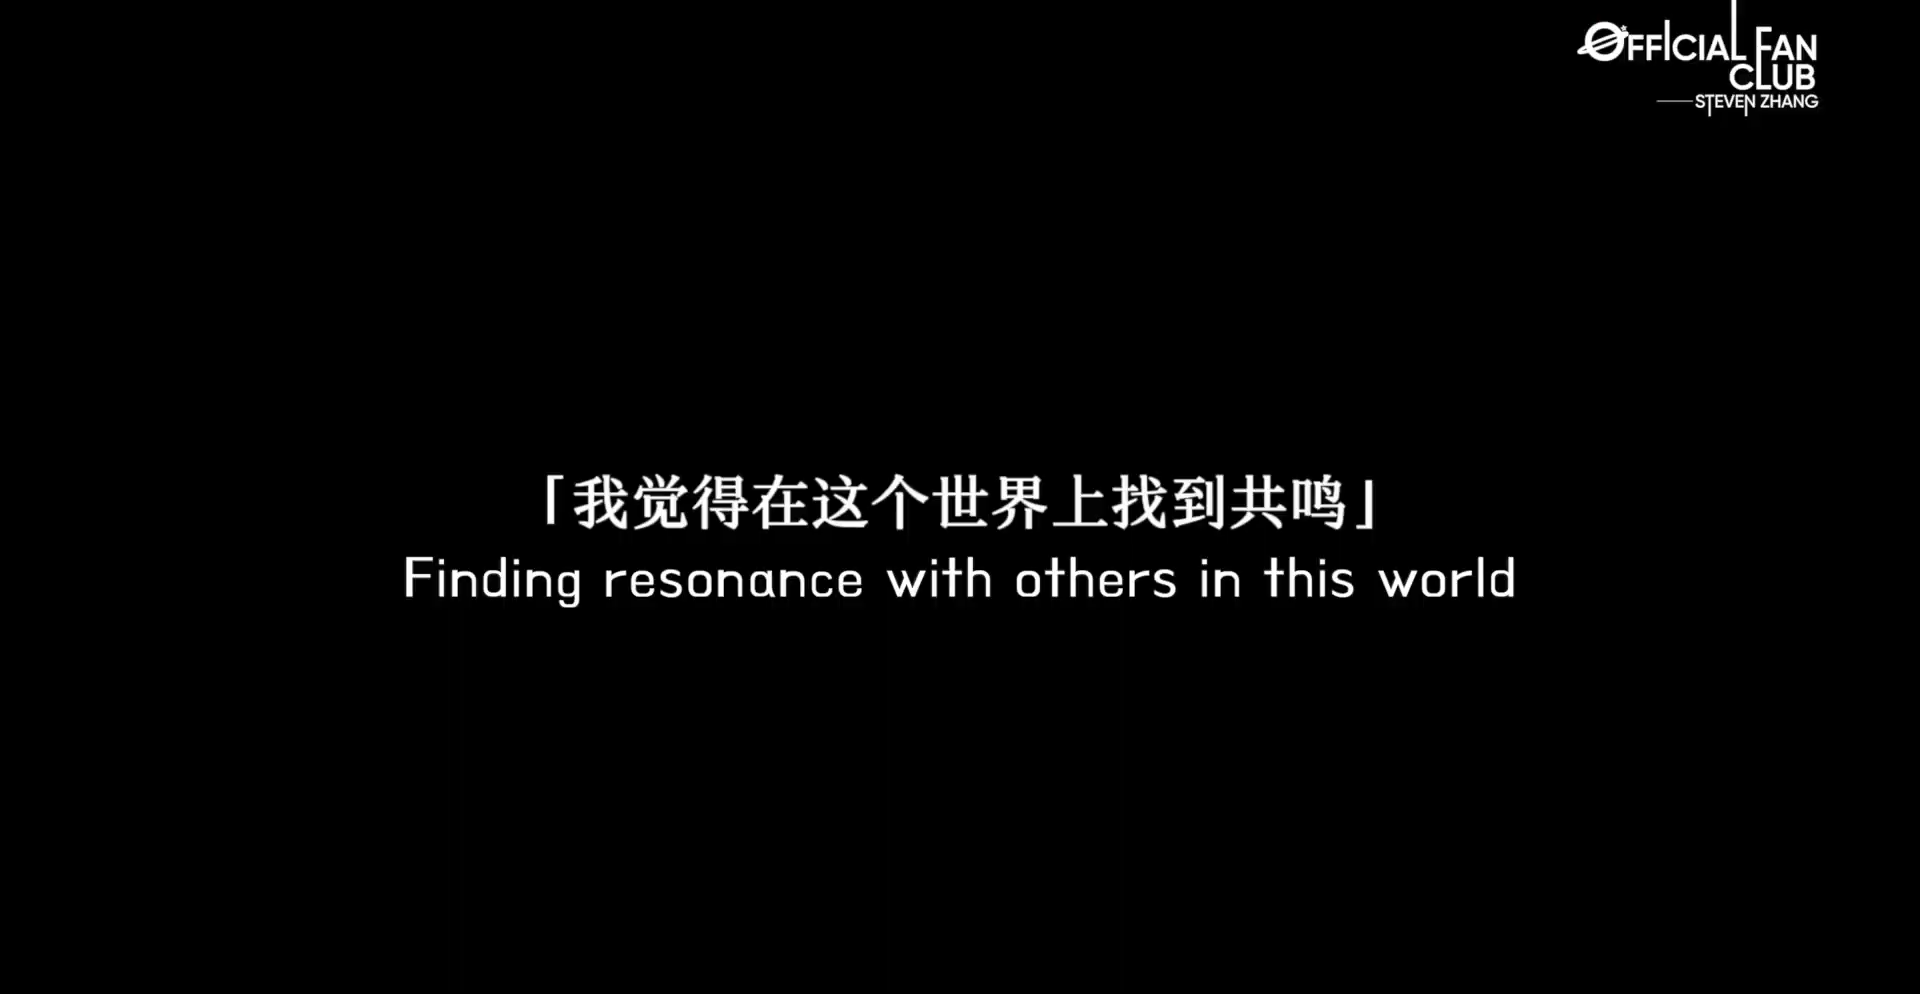 OFFICIAL FAN
CLUB
STEVEN ZHANG
「我觉得在这个世界上找到共鸣」
Finding resonance with others in this world